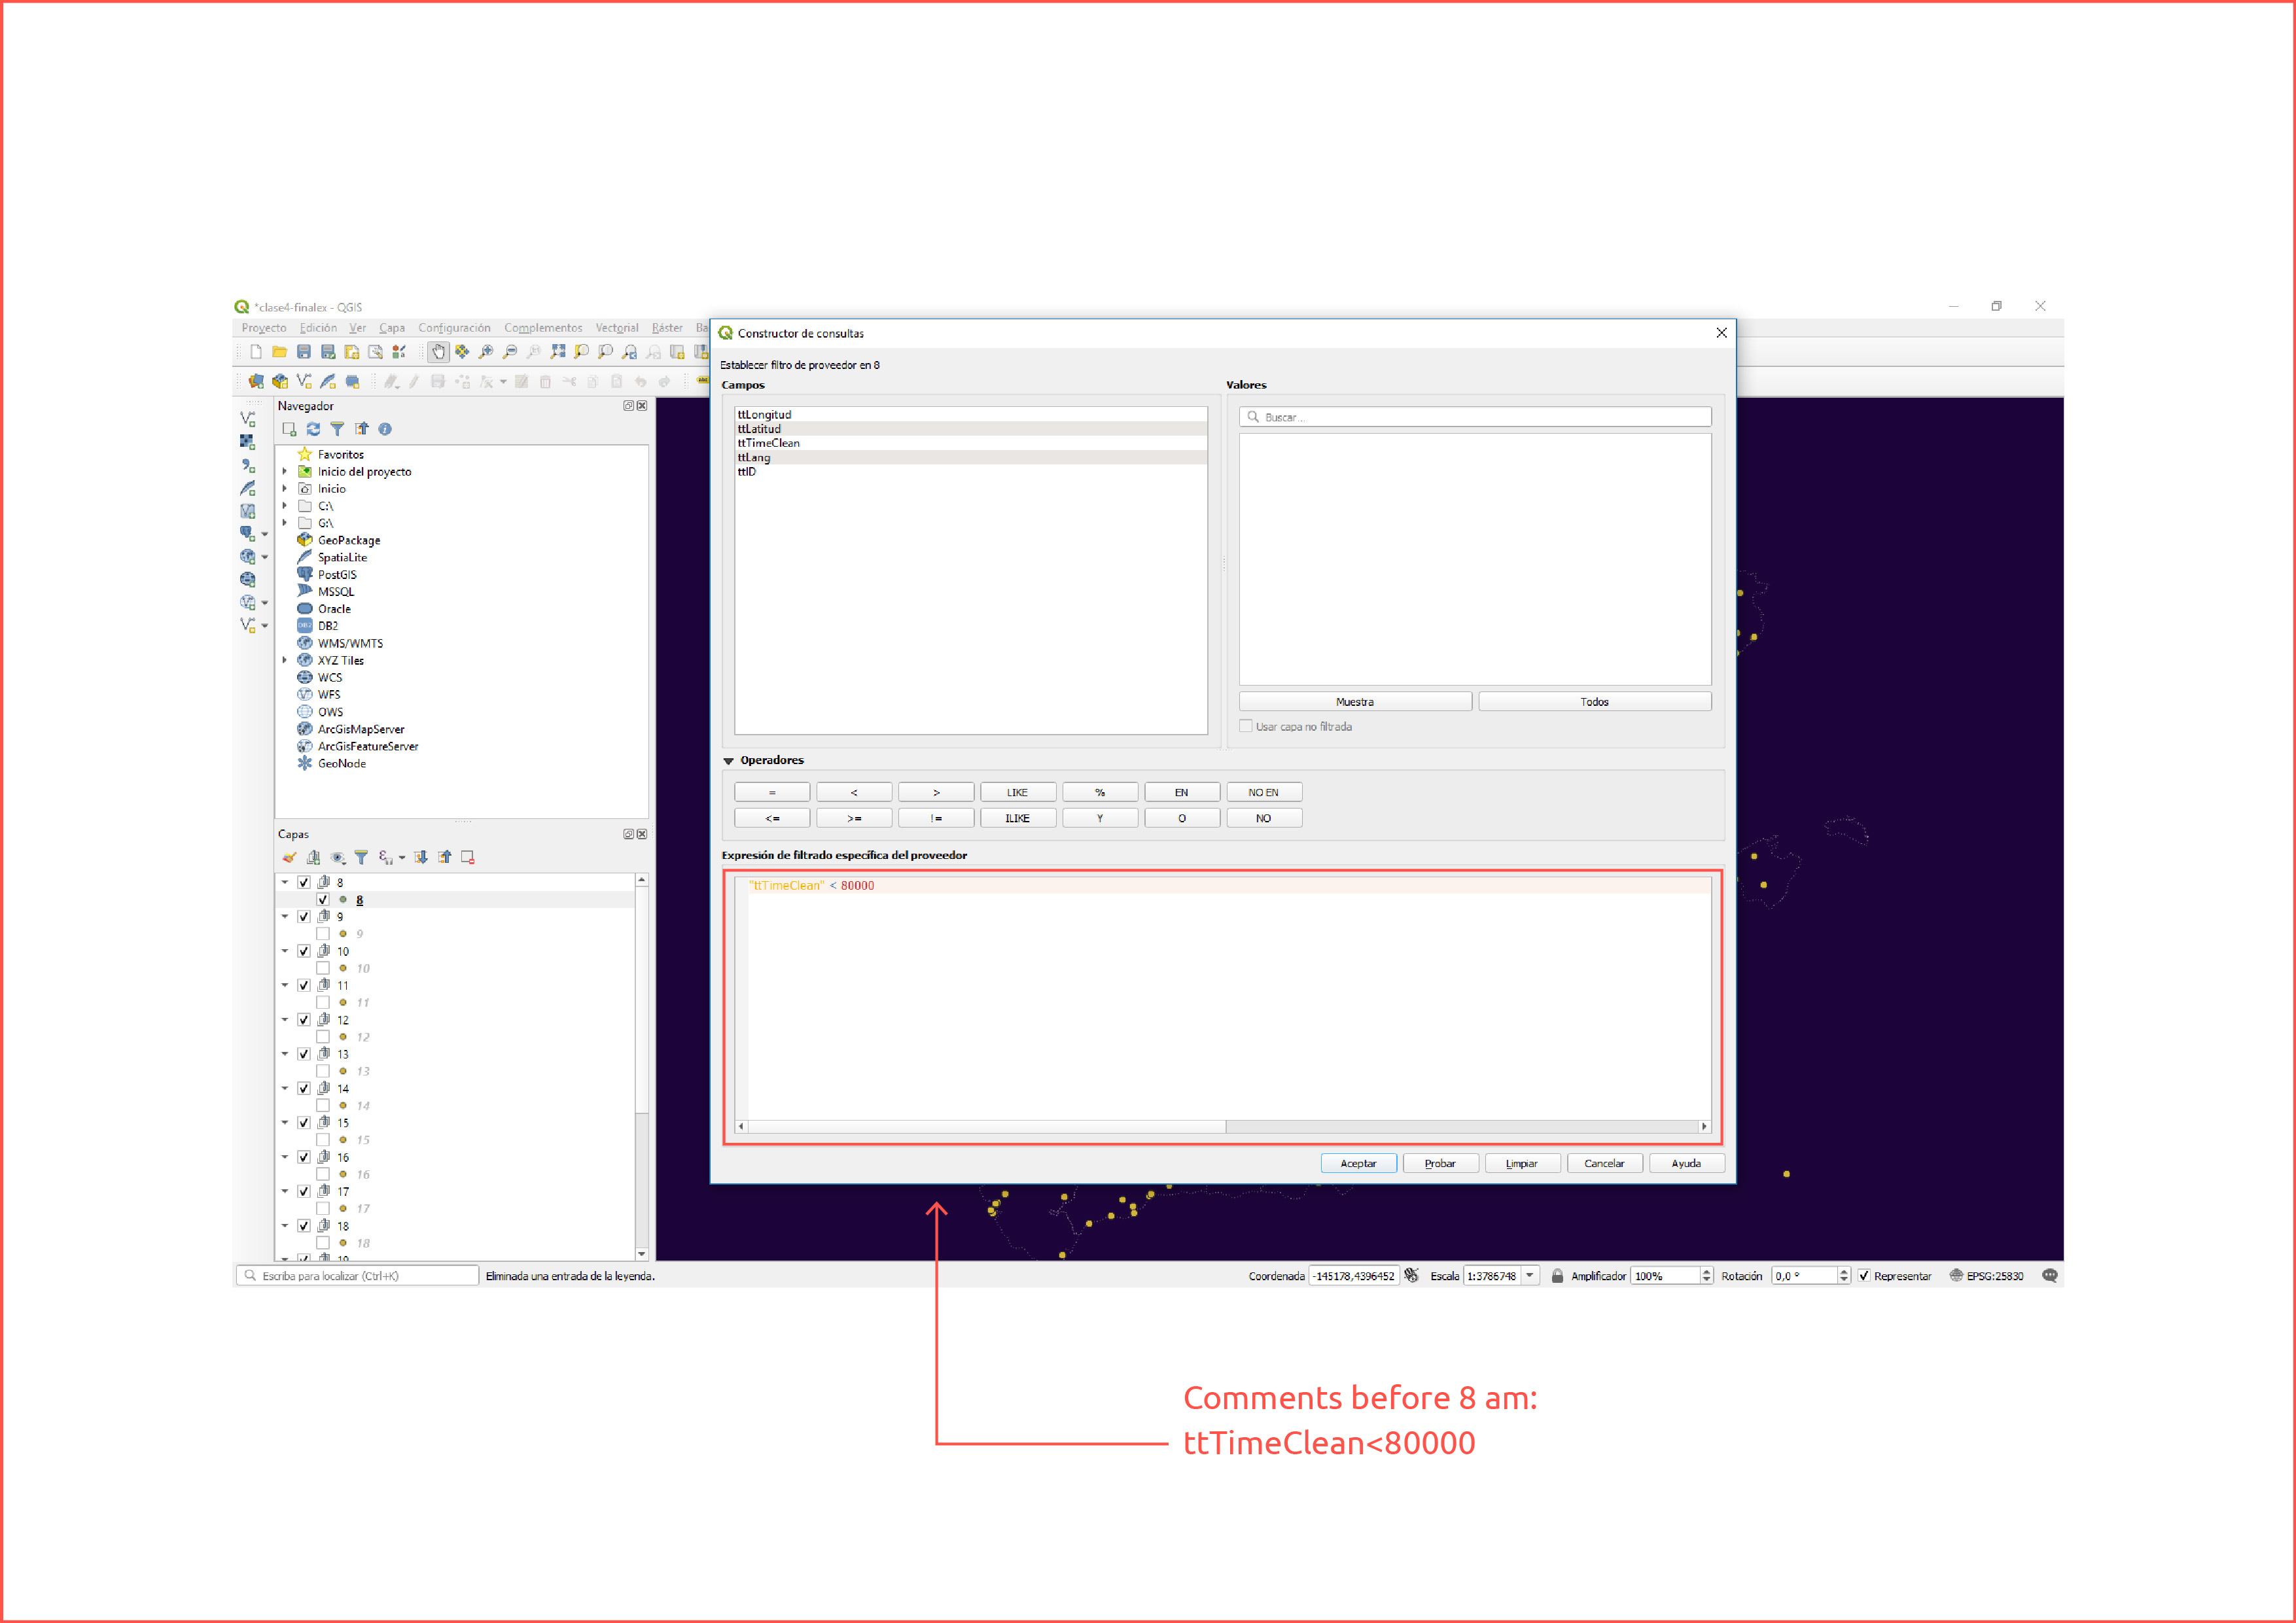 *clase4-finalex - QGIS
Proyecto Edición Ver Capa Configuración Complementos Vectorial Ráster Ba
Constructor de consultas
Establecer filtro de proveedor en 8
Campos
Valores
ttLongitud
ttLatitud
ttTimeClean
ttLang
ttID
Buscar...
Muestra
Todos
Usar capa no filtrada
Operadores
= < > LIKE % EN NO EN
<= >= != ILIKE Y O NO
Expresión de filtrado específica del proveedor
"ttTimeClean" < 80000
Aceptar Probar Limpiar Cancelar Ayuda
Navegador
Favoritos
Inicio del proyecto
Inicio
C:\
G:\
GeoPackage
SpatiaLite
PostGIS
MSSQL
Oracle
DB2
WMS/WMTS
XYZ Tiles
WCS
WFS
OWS
ArcGisMapServer
ArcGisFeatureServer
GeoNode
Capas
8
8
9
9
10
10
11
11
12
12
13
13
14
14
15
15
16
16
17
17
18
18
19
Escriba para localizar (Ctrl+K) Eliminada una entrada de la leyenda. Coordenada -145178,4396452 Escala 1:3786748 Amplificador 100% Rotación 0,0 ° Representar EPSG:25830
Comments before 8 am:
ttTimeClean<80000